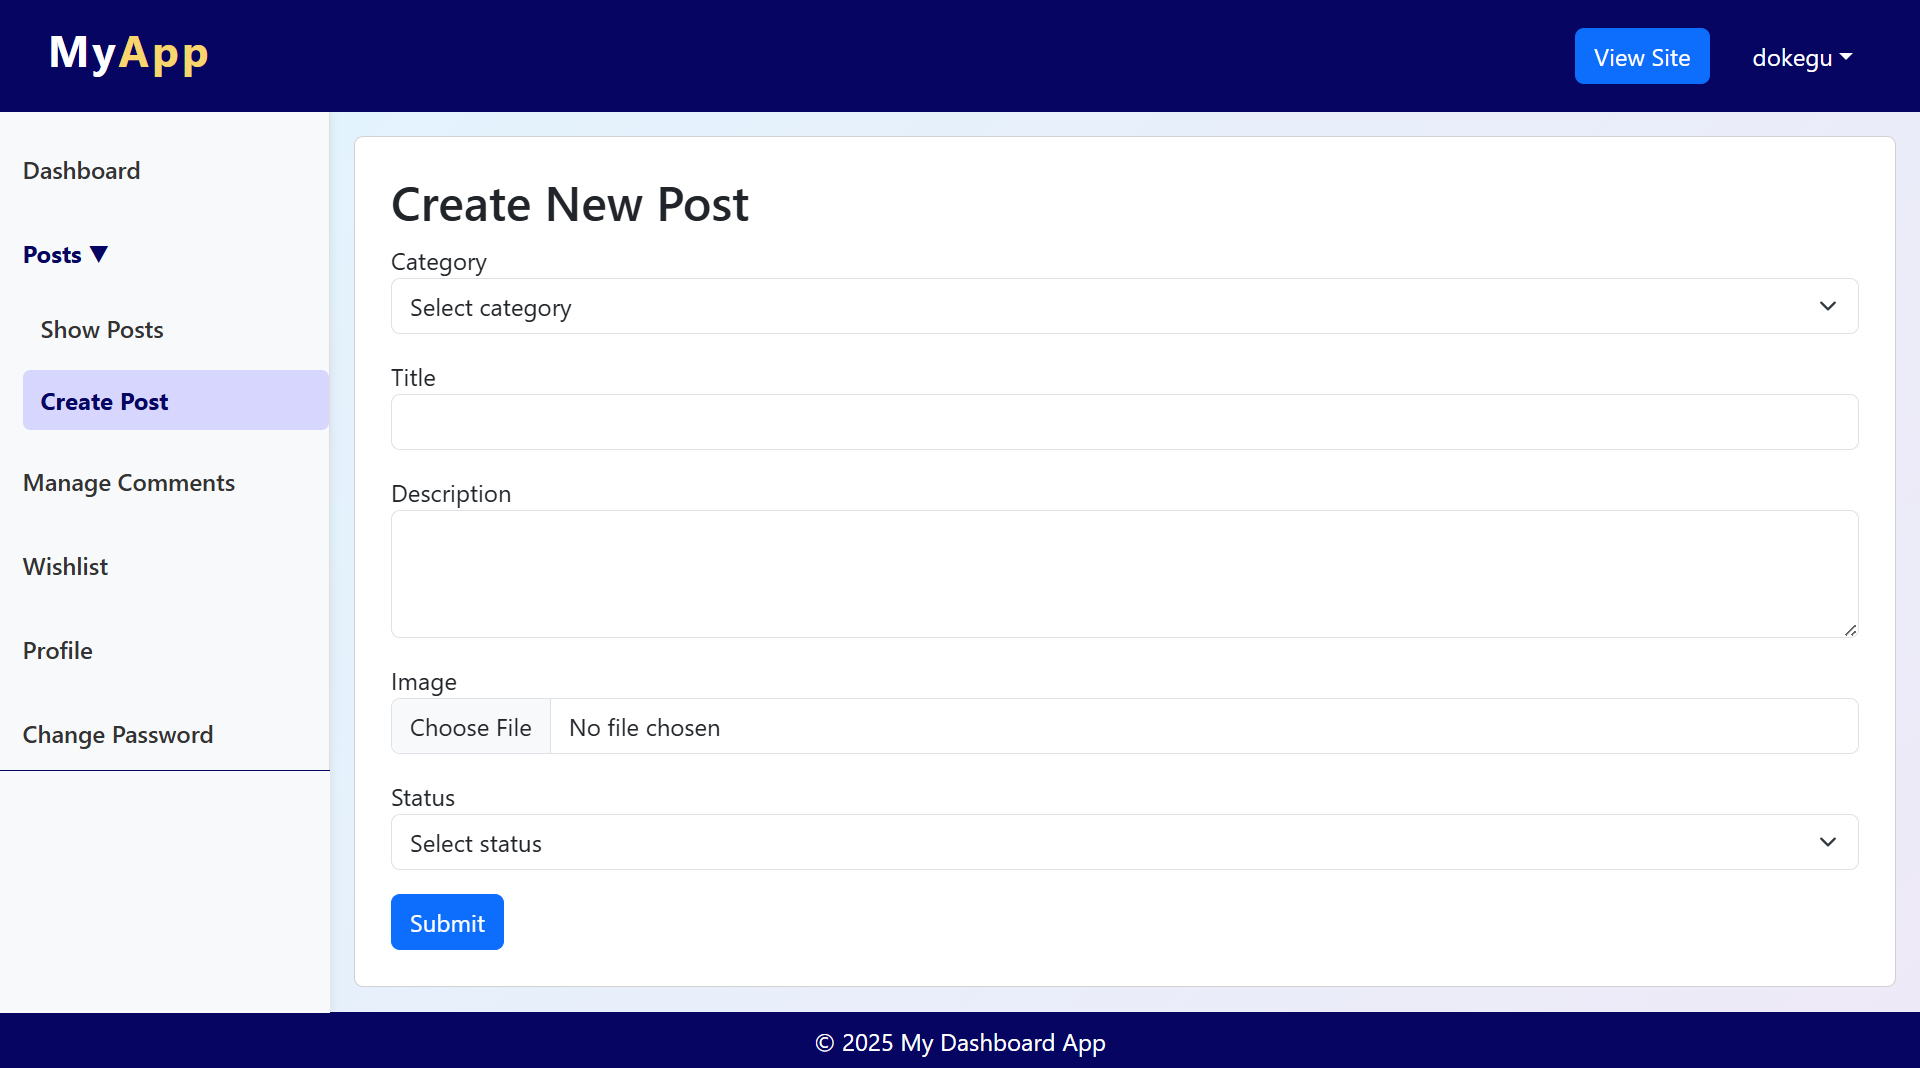 MyApp
View Site
dokegu
Dashboard
Posts ▼
Show Posts
Create Post
Manage Comments
Wishlist
Profile
Change Password
Create New Post
Category
Select category
Title
Description
Image
Choose File No file chosen
Status
Select status
Submit
© 2025 My Dashboard App